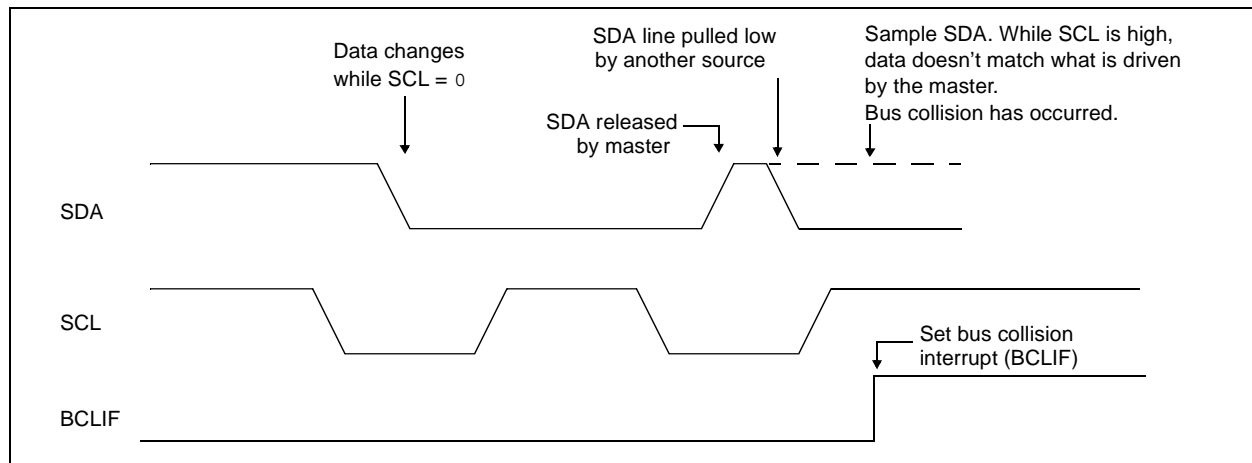 Data changes
while SCL = 0
SDA line pulled low
by another source
Sample SDA. While SCL is high,
data doesn't match what is driven
by the master.
Bus collision has occurred.
SDA released
by master
SDA
SCL
Set bus collision
interrupt (BCLIF)
BCLIF